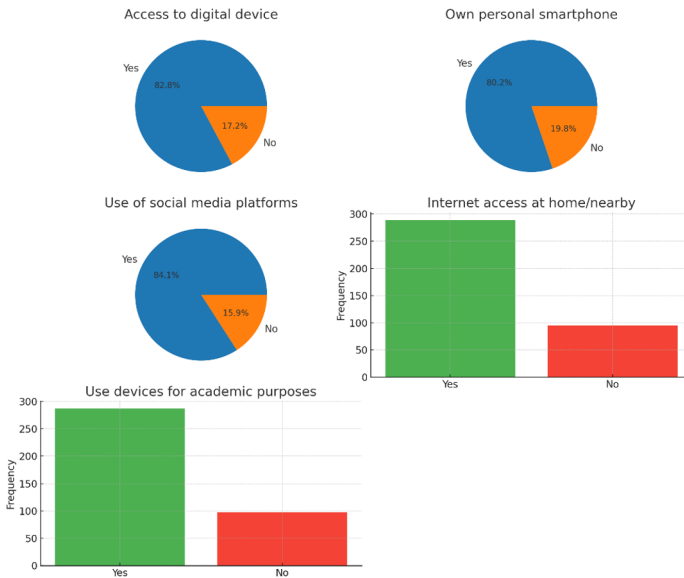 Access to digital device
Yes
82.8%
17.2%
No
Own personal smartphone
Yes
80.2%
19.8%
No
Use of social media platforms
Yes
84.1%
15.9%
No
Internet access at home/nearby
Frequency
300
250
200
150
100
50
0
Yes
No
Use devices for academic purposes
Frequency
300
250
200
150
100
50
0
Yes
No